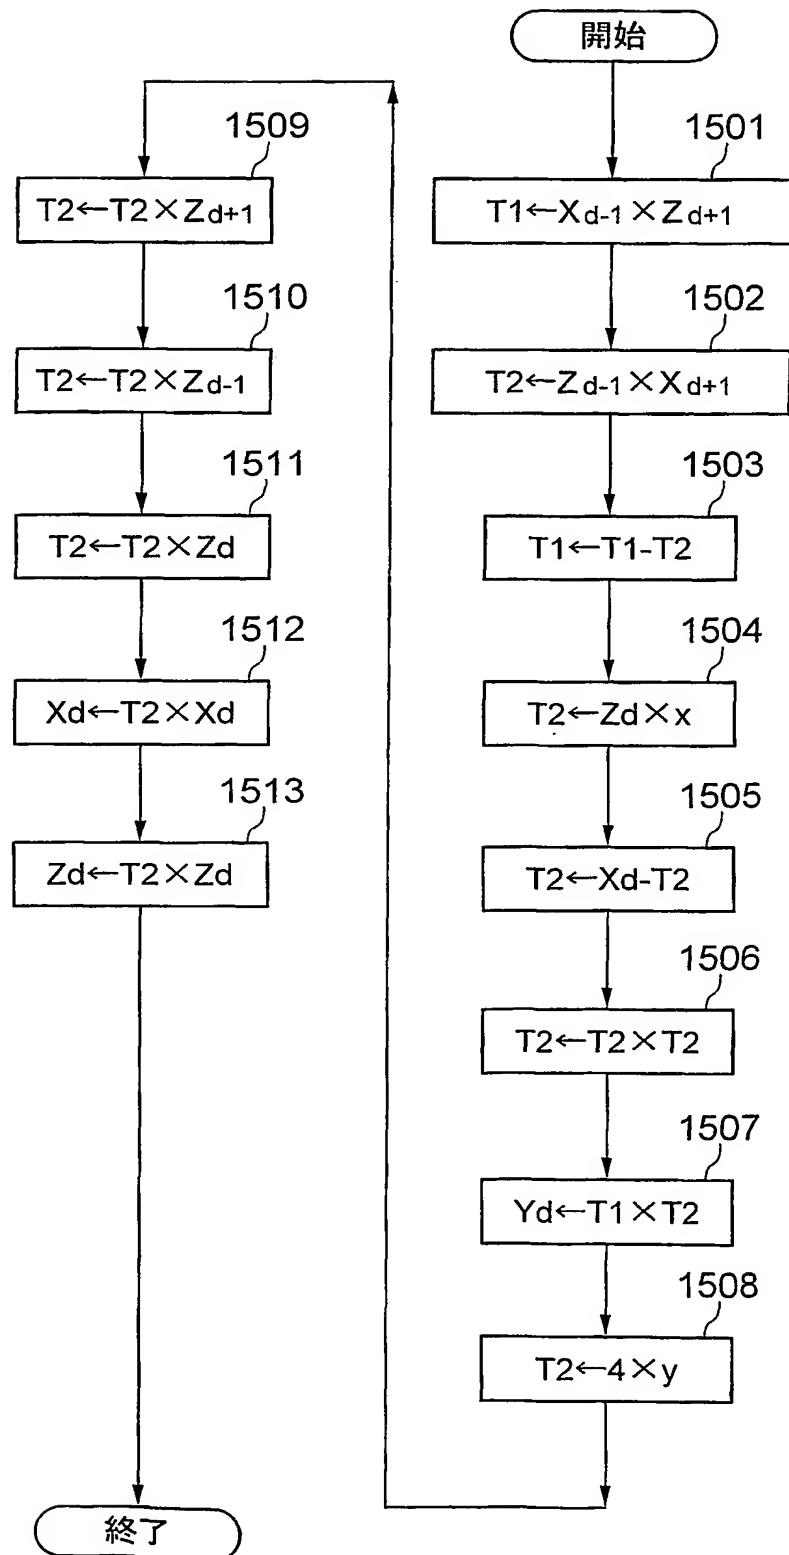 開始
1501
T1←Xd-1×Zd+1
1502
T2←Zd-1×Xd+1
1503
T1←T1-T2
1504
T2←Zd×x
1505
T2←Xd-T2
1506
T2←T2×T2
1507
Yd←T1×T2
1508
T2←4×y
1509
T2←T2×Zd+1
1510
T2←T2×Zd-1
1511
T2←T2×Zd
1512
Xd←T2×Xd
1513
Zd←T2×Zd
終了